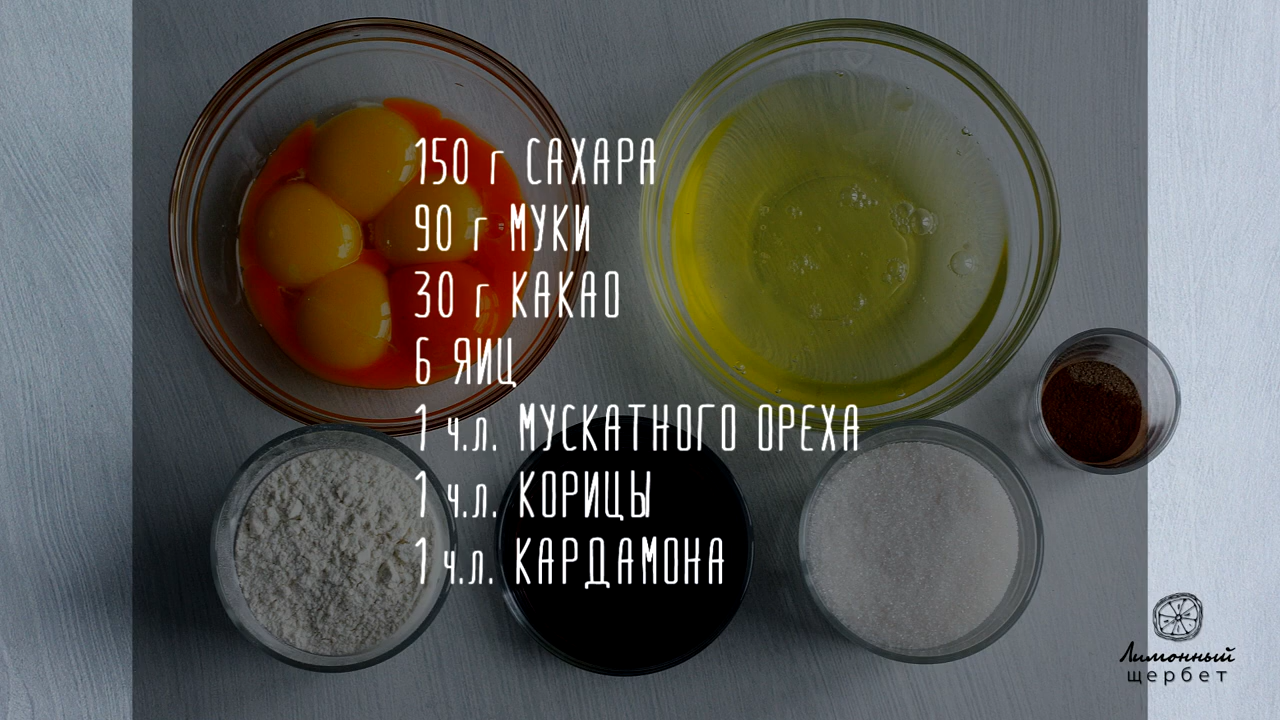 150 г САХАРА
90 г МУКИ
30 г КАКАО
6 ЯИЦ
1 ч.л. МУСКАТНОГО ОРЕХА
1 ч.л. КОРИЦЫ
1 ч.л. КАРДАМОНА
Лимонный
щербет